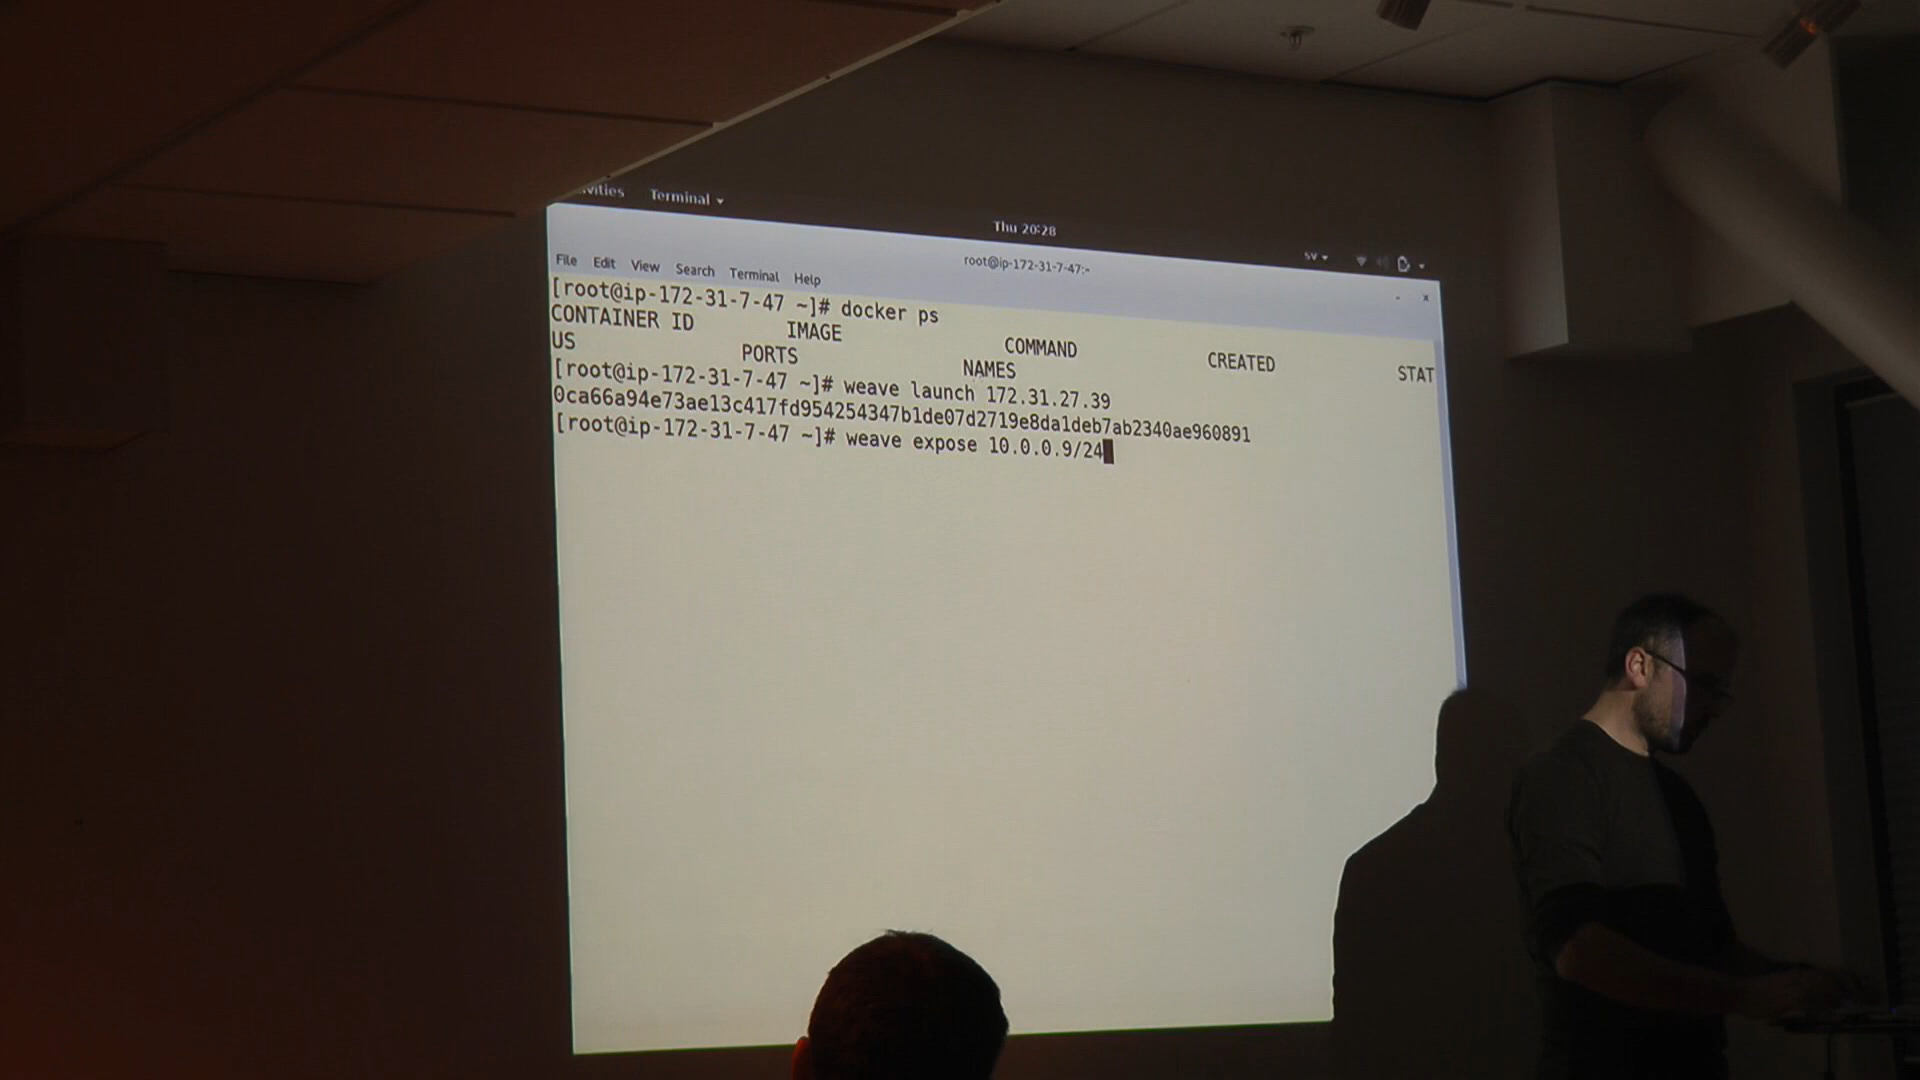 Terminal
Thu 20:28
sv
root@ip-172-31-7-47:~
File Edit View Search Terminal Help
[root@ip-172-31-7-47 ~]# docker ps
CONTAINER ID IMAGE COMMAND CREATED STAT
US PORTS NAMES
[root@ip-172-31-7-47 ~]# weave launch 172.31.27.39
0ca66a94e73ae13c417fd954254347b1de07d2719e8da1deb7ab2340ae960891
[root@ip-172-31-7-47 ~]# weave expose 10.0.0.9/24